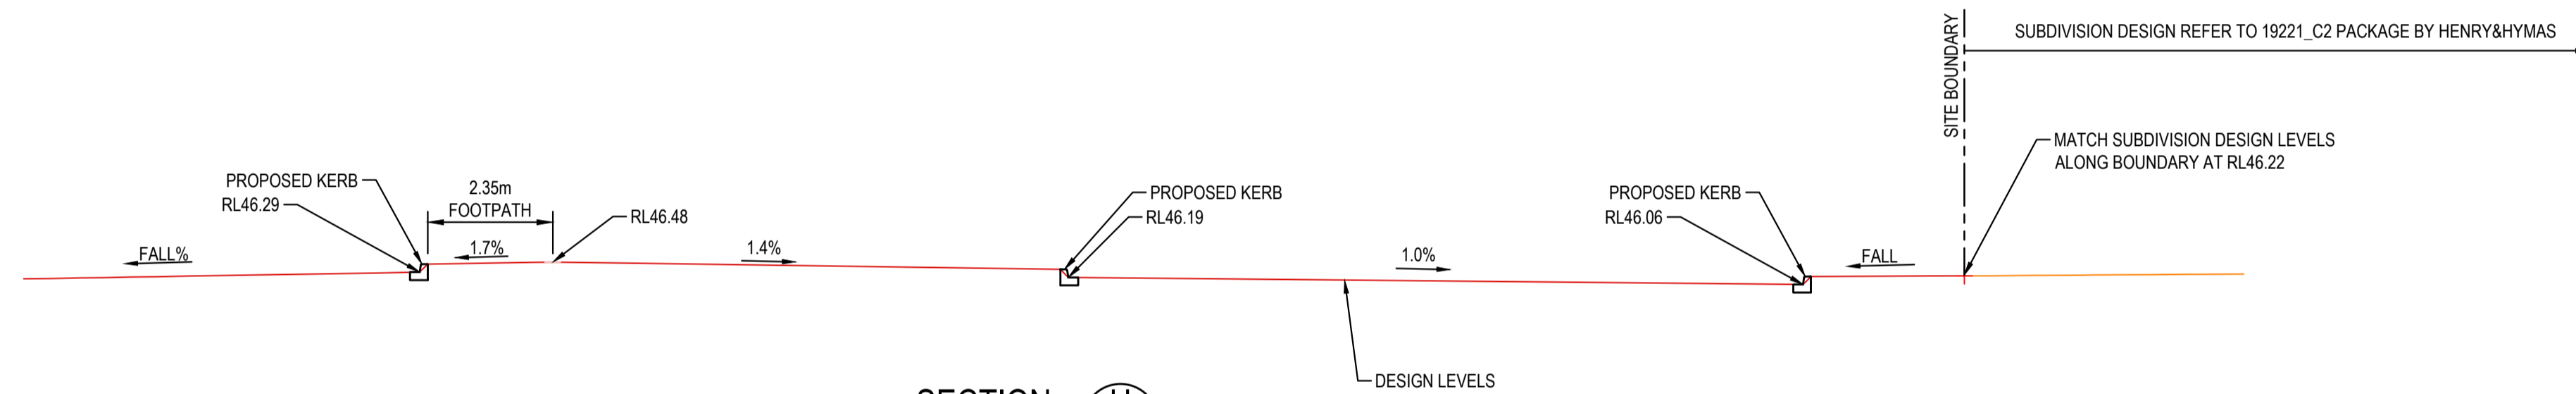 SITE BOUNDARY
SUBDIVISION DESIGN REFER TO 19221_C2 PACKAGE BY HENRY&HYMAS
MATCH SUBDIVISION DESIGN LEVELS
ALONG BOUNDARY AT RL46.22
PROPOSED KERB
RL46.29
2.35m
FOOTPATH
RL46.48
PROPOSED KERB
RL46.19
PROPOSED KERB
RL46.06
FALL%
1.7%
1.4%
1.0%
FALL
DESIGN LEVELS
SECTION